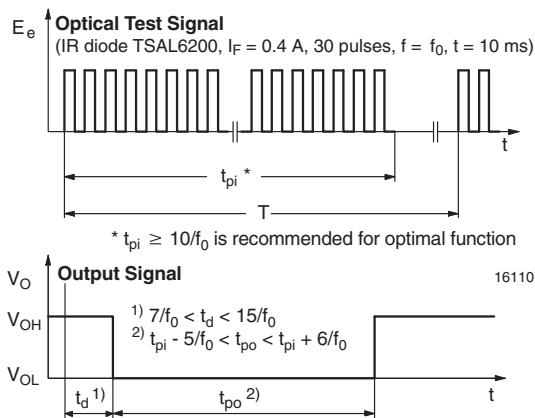 E_e Optical Test Signal
(IR diode TSAL6200, I_F = 0.4 A, 30 pulses, f = f_0, t = 10 ms)
t
t_pi *
T
* t_pi ≥ 10/f_0 is recommended for optimal function
V_O Output Signal 16110
V_OH
1) 7/f_0 < t_d < 15/f_0
2) t_pi - 5/f_0 < t_po < t_pi + 6/f_0
V_OL
t_d 1) t_po 2) t